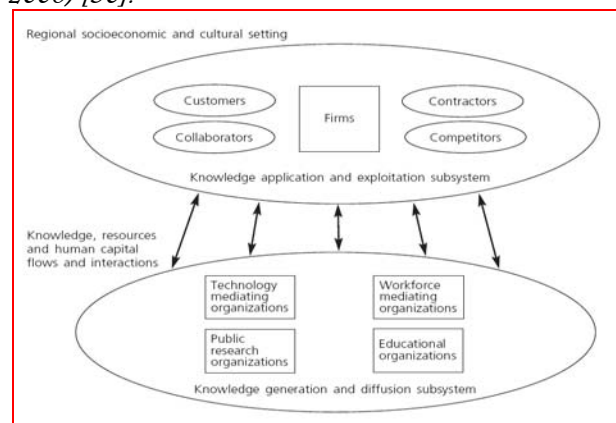 Regional socioeconomic and cultural setting
Customers
Contractors
Firms
Collaborators
Competitors
Knowledge application and exploitation subsystem
Knowledge, resources
and human capital
flows and interactions
Technology
mediating
organizations
Workforce
mediating
organizations
Public
research
organizations
Educational
organizations
Knowledge generation and diffusion subsystem